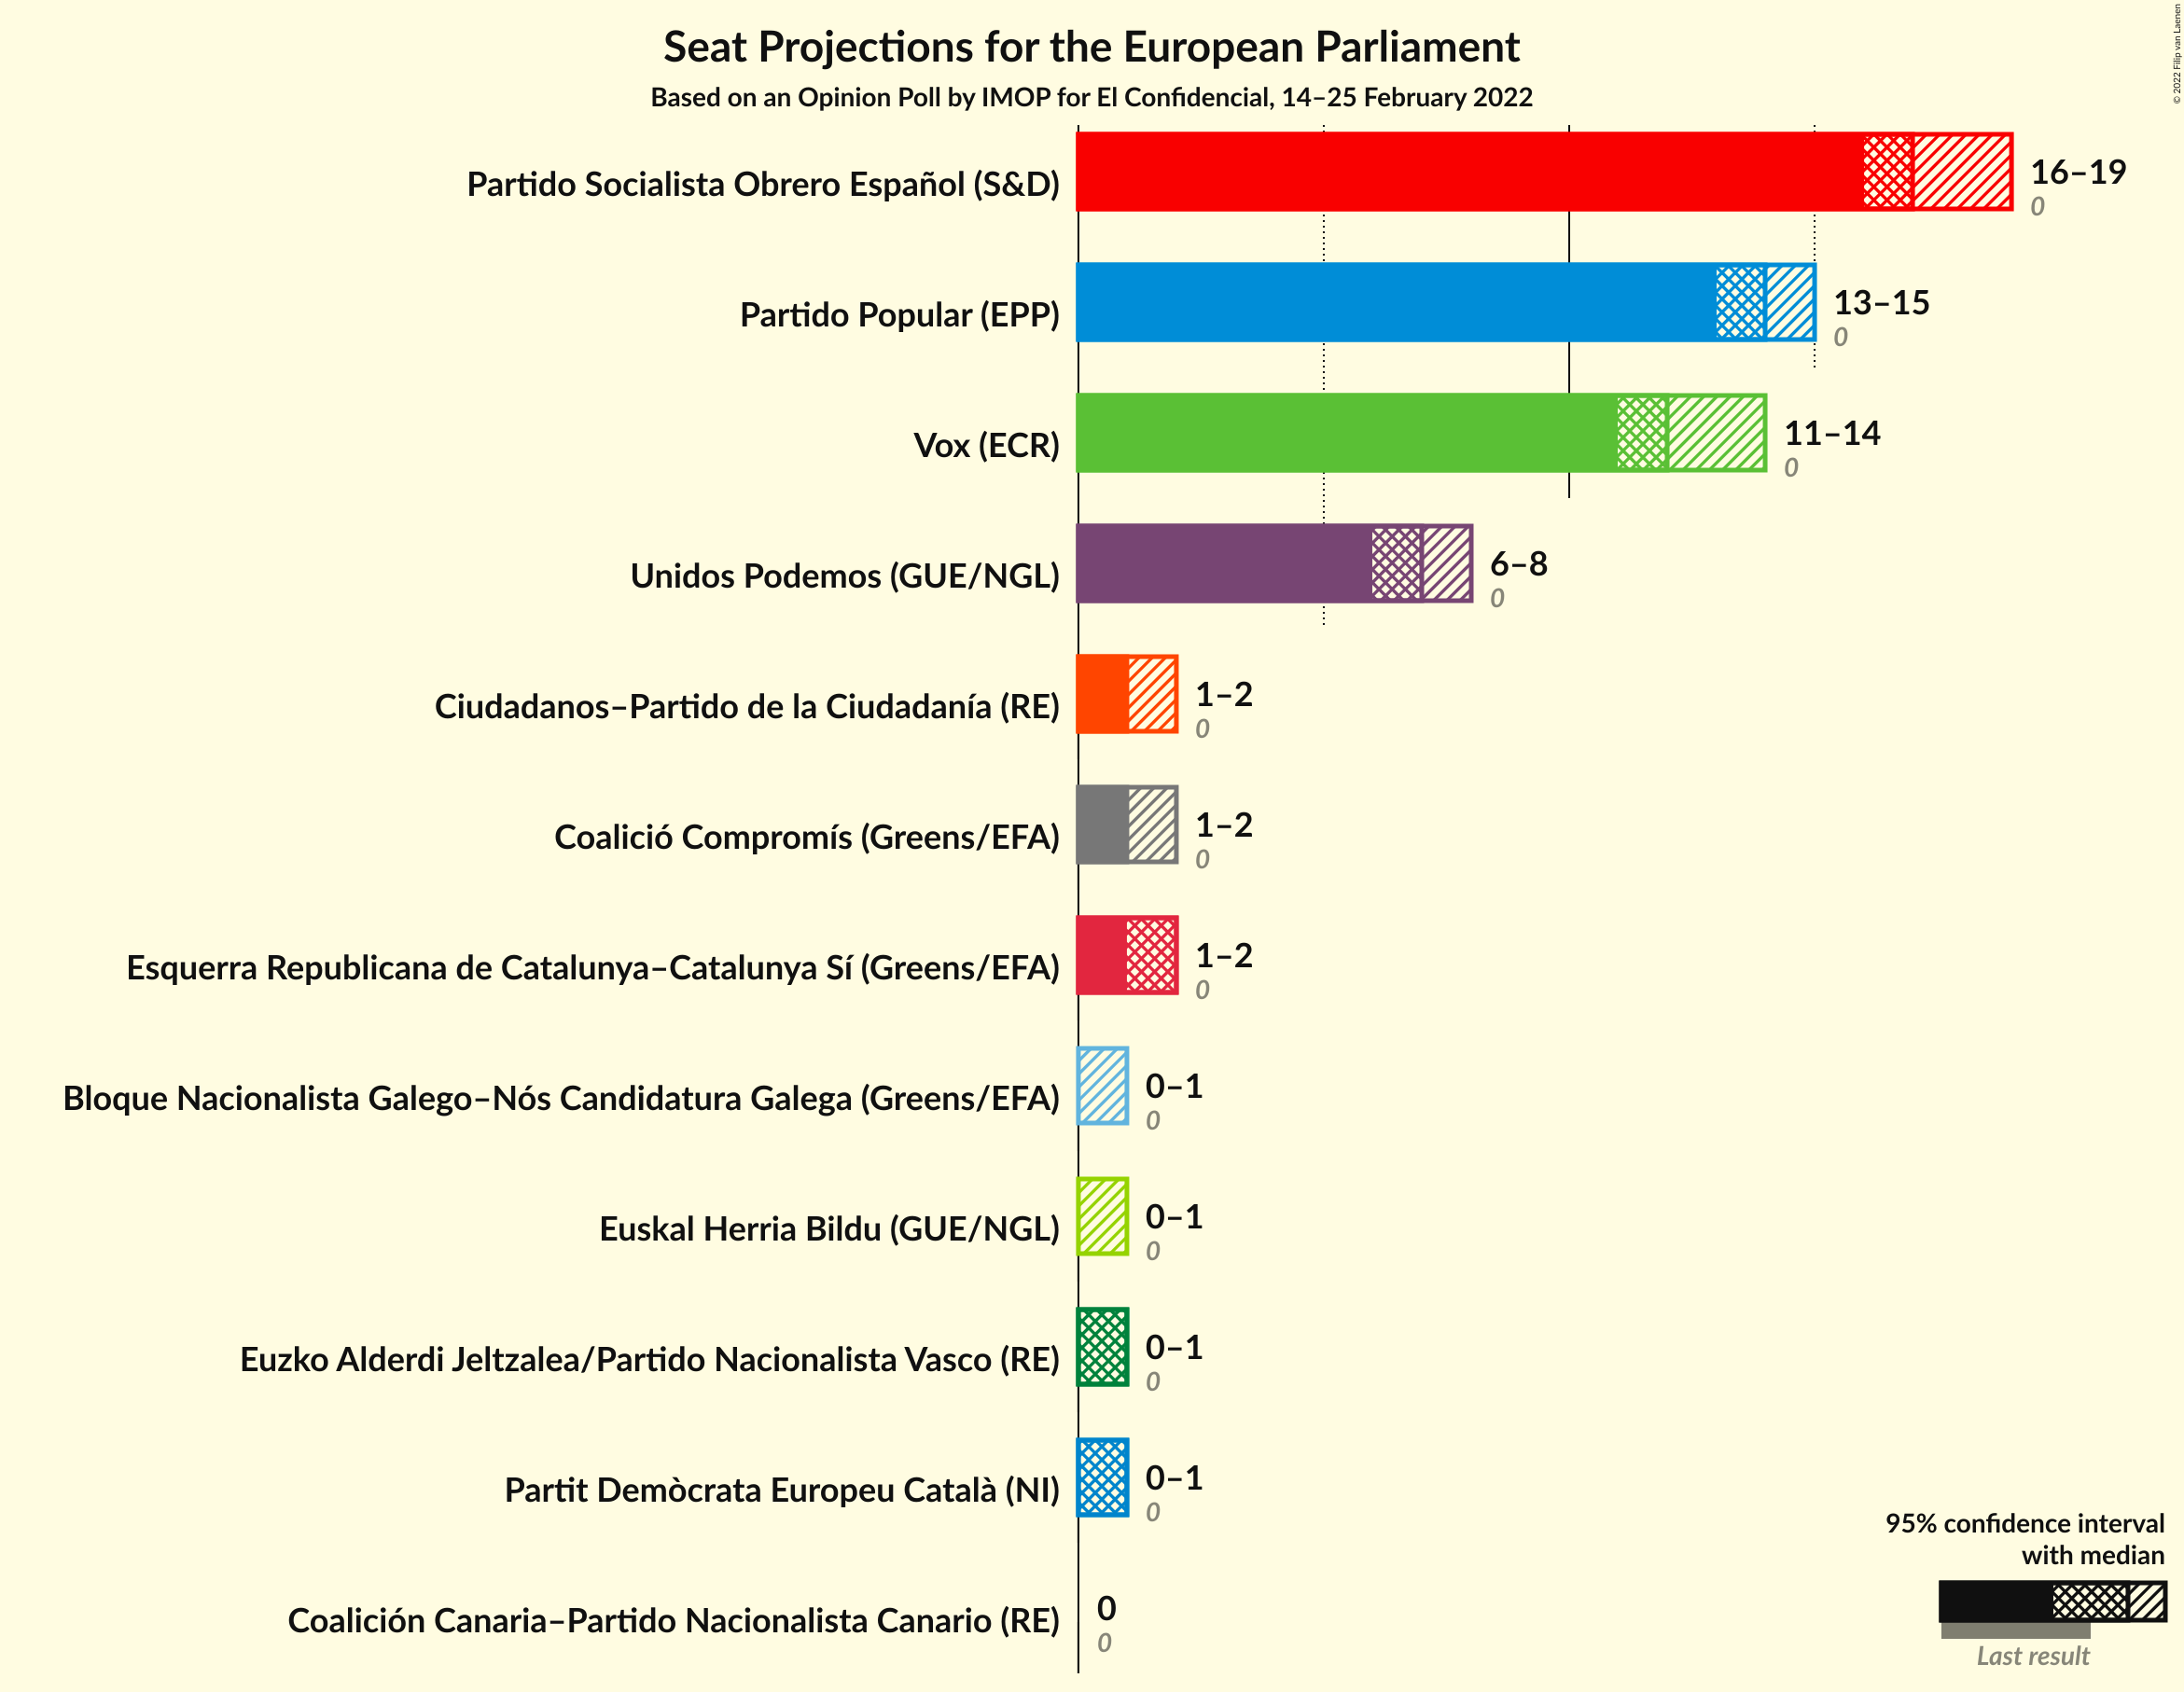 Seat Projections for the European Parliament
Based on an Opinion Poll by IMOP for El Confidencial, 14–25 February 2022
© 2022 Filip van Laenen
Partido Socialista Obrero Español (S&D)
16–19
0
Partido Popular (EPP)
13–15
0
Vox (ECR)
11–14
0
Unidos Podemos (GUE/NGL)
6–8
0
Ciudadanos–Partido de la Ciudadanía (RE)
1–2
0
Coalició Compromís (Greens/EFA)
1–2
0
Esquerra Republicana de Catalunya–Catalunya Sí (Greens/EFA)
1–2
0
Bloque Nacionalista Galego–Nós Candidatura Galega (Greens/EFA)
0–1
0
Euskal Herria Bildu (GUE/NGL)
0–1
0
Euzko Alderdi Jeltzalea/Partido Nacionalista Vasco (RE)
0–1
0
Partit Demòcrata Europeu Català (NI)
0–1
0
Coalición Canaria–Partido Nacionalista Canario (RE)
0
0
95% confidence interval
with median
Last result